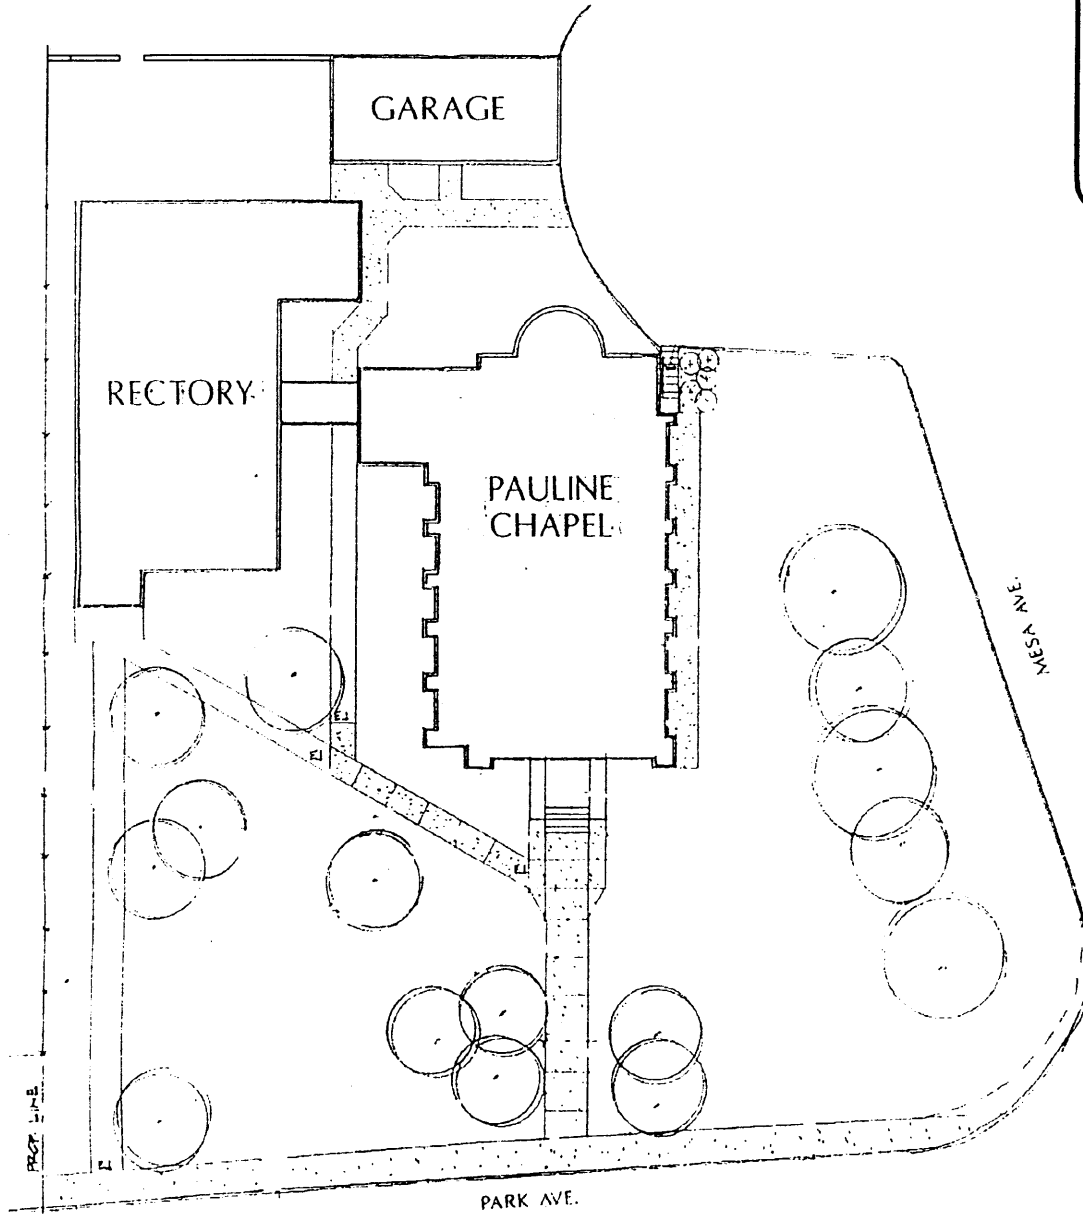 GARAGE
RECTORY
PAULINE
CHAPEL
MESA AVE.
PROP. LINE
E
E
E
E
PARK AVE.